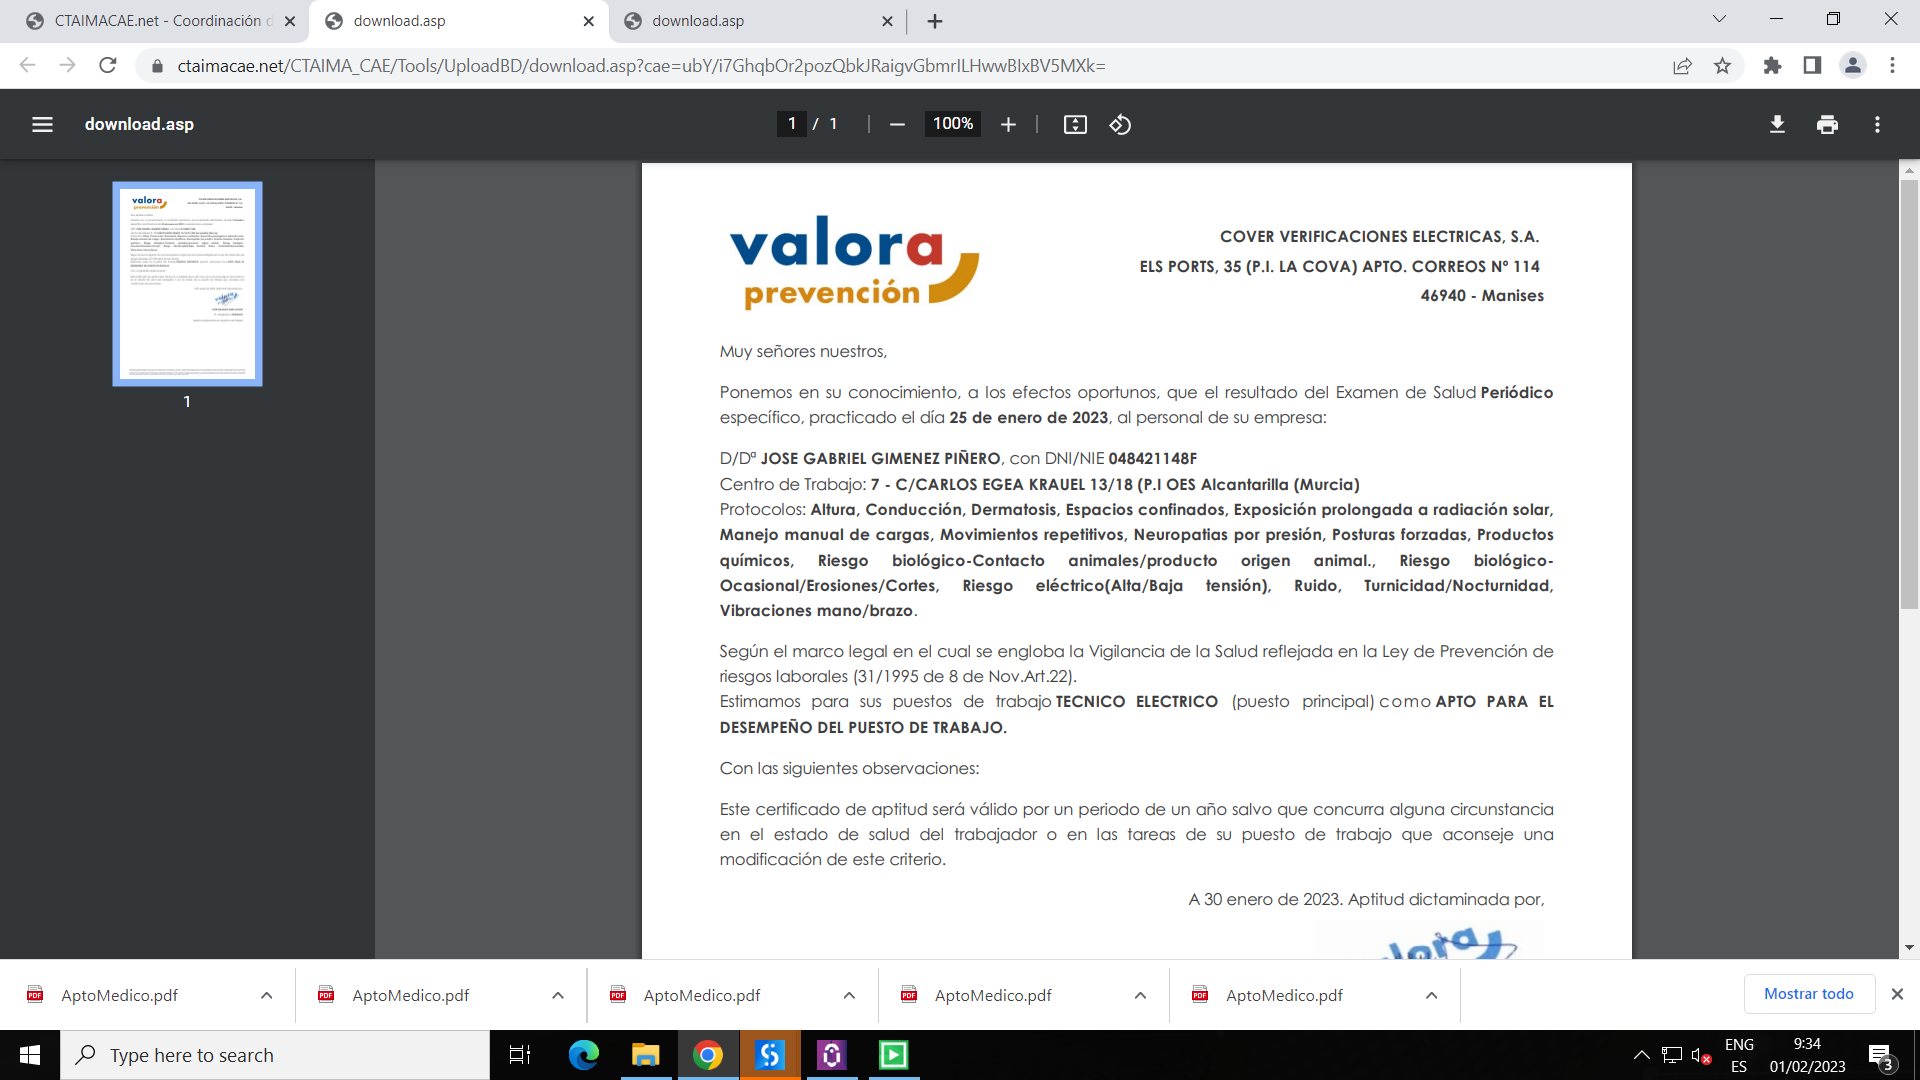 CTAIMACAE.net - Coordinación d
download.asp
download.asp
ctaimacae.net/CTAIMA_CAE/Tools/UploadBD/download.asp?cae=ubY/i7GhqbOr2pozQbkJRaigvGbmrILHwwBIxBV5MXk=
download.asp
1 / 1
100%
1
valora
prevención
COVER VERIFICACIONES ELECTRICAS, S.A.
ELS PORTS, 35 (P.I. LA COVA) APTO. CORREOS Nº 114
46940 - Manises
Muy señores nuestros,
Ponemos en su conocimiento, a los efectos oportunos, que el resultado del Examen de Salud Periódico
específico, practicado el día 25 de enero de 2023, al personal de su empresa:
D/Dª JOSE GABRIEL GIMENEZ PIÑERO, con DNI/NIE 048421148F
Centro de Trabajo: 7 - C/CARLOS EGEA KRAUEL 13/18 (P.I OES Alcantarilla (Murcia)
Protocolos: Altura, Conducción, Dermatosis, Espacios confinados, Exposición prolongada a radiación solar,
Manejo manual de cargas, Movimientos repetitivos, Neuropatias por presión, Posturas forzadas, Productos
químicos, Riesgo biológico-Contacto animales/producto origen animal., Riesgo biológico-
Ocasional/Erosiones/Cortes, Riesgo eléctrico(Alta/Baja tensión), Ruido, Turnicidad/Nocturnidad,
Vibraciones mano/brazo.
Según el marco legal en el cual se engloba la Vigilancia de la Salud reflejada en la Ley de Prevención de
riesgos laborales (31/1995 de 8 de Nov.Art.22).
Estimamos para sus puestos de trabajo TECNICO ELECTRICO (puesto principal) como APTO PARA EL
DESEMPEÑO DEL PUESTO DE TRABAJO.
Con las siguientes observaciones:
Este certificado de aptitud será válido por un periodo de un año salvo que concurra alguna circunstancia
en el estado de salud del trabajador o en las tareas de su puesto de trabajo que aconseje una
modificación de este criterio.
A 30 enero de 2023. Aptitud dictaminada por,
AptoMedico.pdf
AptoMedico.pdf
AptoMedico.pdf
AptoMedico.pdf
AptoMedico.pdf
Mostrar todo
Type here to search
ENG
ES
9:34
01/02/2023
3